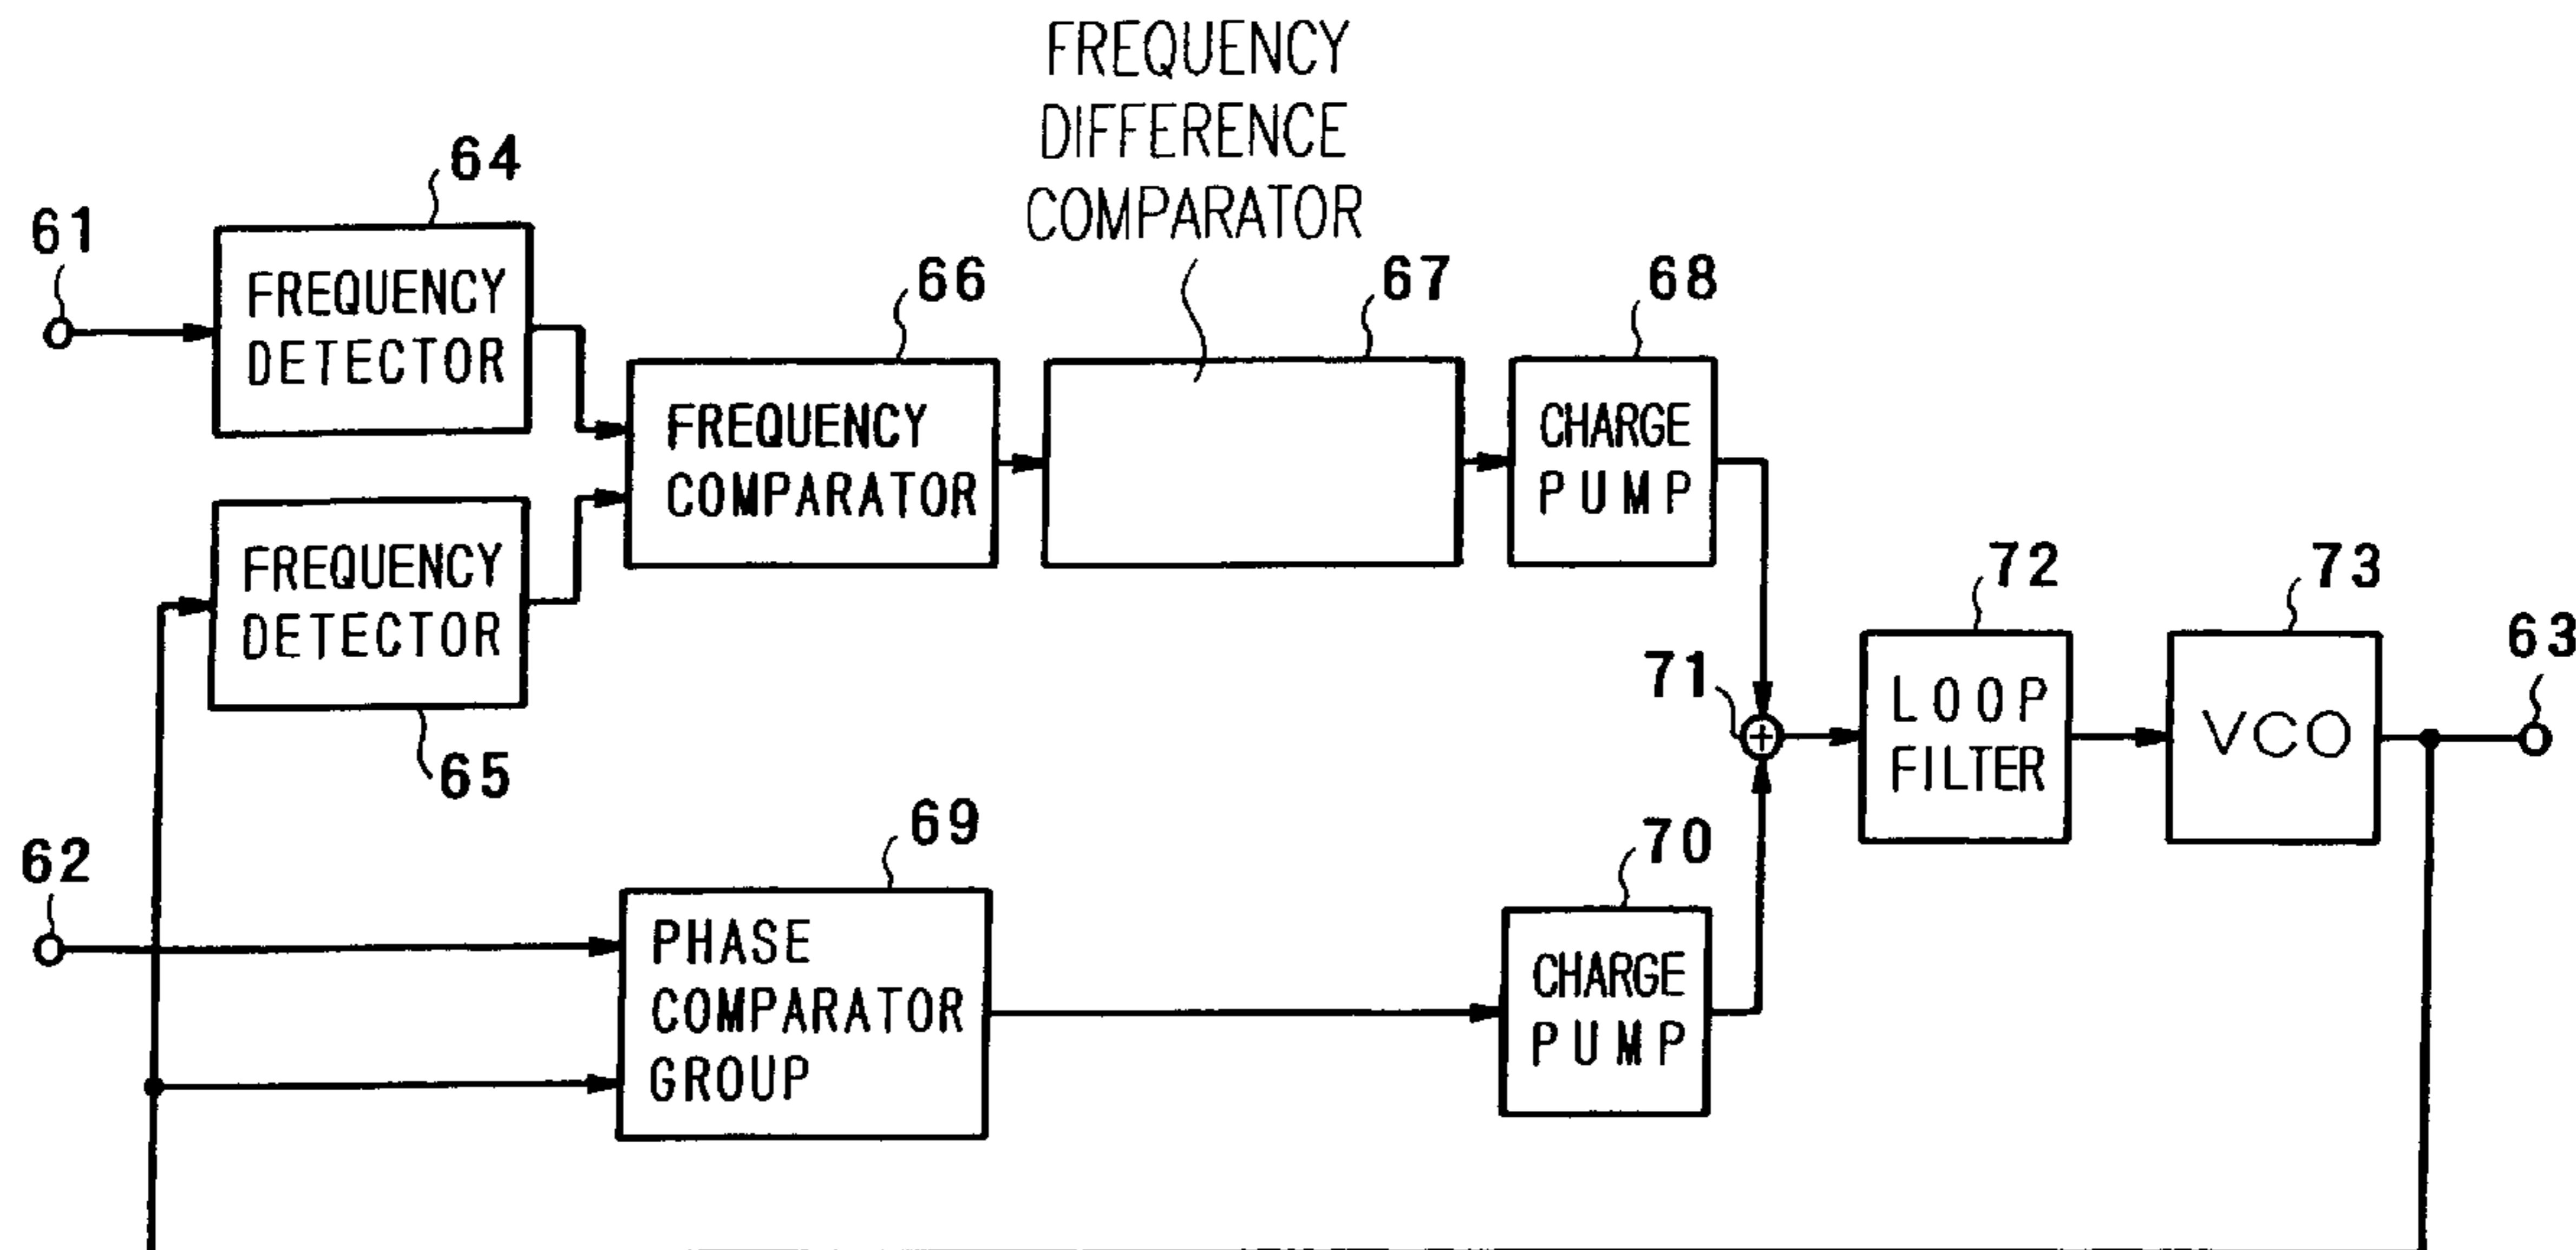 FREQUENCY
DIFFERENCE
COMPARATOR
64
61
FREQUENCY
DETECTOR
66
67
68
FREQUENCY
COMPARATOR
CHARGE
PUMP
FREQUENCY
DETECTOR
65
72
73
63
71
LOOP
FILTER
VCO
62
69
70
PHASE
COMPARATOR
GROUP
CHARGE
PUMP
+